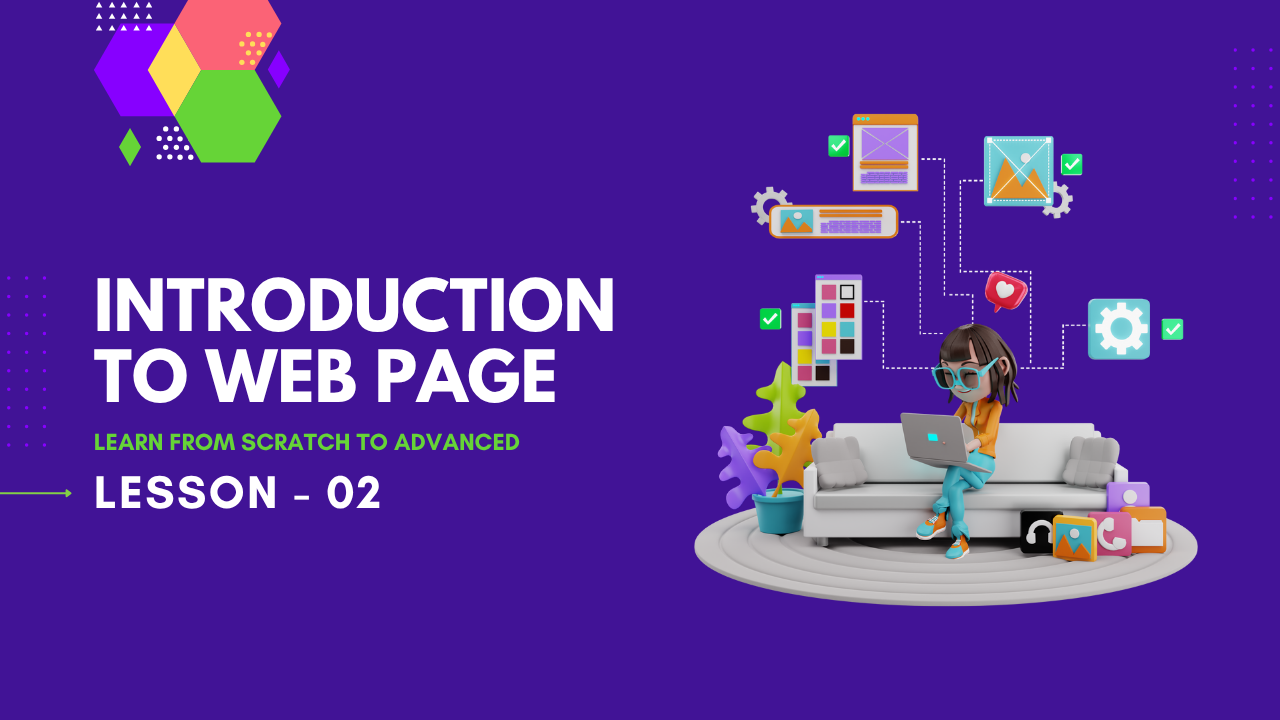 INTRODUCTION
TO WEB PAGE
LEARN FROM SCRATCH TO ADVANCED
LESSON - 02